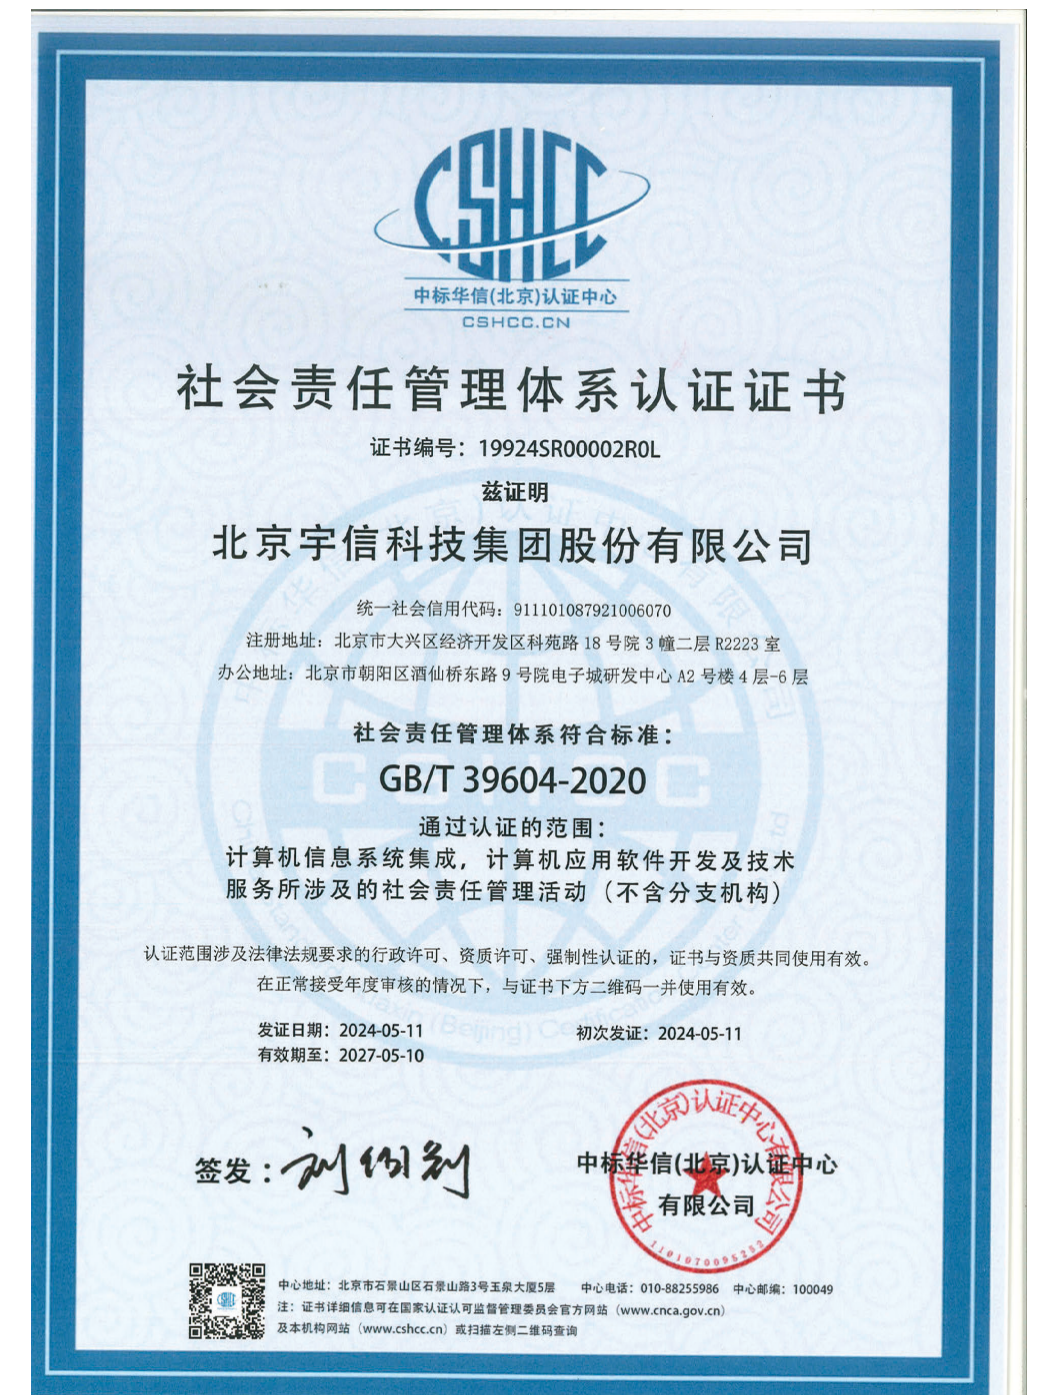 CSHCC
中标华信(北京)认证中心
CSHCC.CN
社会责任管理体系认证证书
证书编号：19924SR00002R0L
兹证明
北京宇信科技集团股份有限公司
统一社会信用代码：911101087921006070
注册地址：北京市大兴区经济开发区科苑路 18 号院 3 幢二层 R2223 室
办公地址：北京市朝阳区酒仙桥东路 9 号院电子城研发中心 A2 号楼 4 层-6 层
社会责任管理体系符合标准：
GB/T 39604-2020
通过认证的范围：
计算机信息系统集成，计算机应用软件开发及技术
服务所涉及的社会责任管理活动（不含分支机构）
认证范围涉及法律法规要求的行政许可、资质许可、强制性认证的，证书与资质共同使用有效。
在正常接受年度审核的情况下，与证书下方二维码一并使用有效。
发证日期：2024-05-11 初次发证：2024-05-11
有效期至：2027-05-10
签发：
中标华信(北京)认证中心
有限公司
中标华信(北京)认证中心有限公司
1101070095252
中心地址：北京市石景山区石景山路3号玉泉大厦5层 中心电话：010-88255986 中心邮编：100049
注：证书详细信息可在国家认证认可监督管理委员会官方网站（www.cnca.gov.cn）
及本机构网站（www.cshcc.cn）或扫描左侧二维码查询